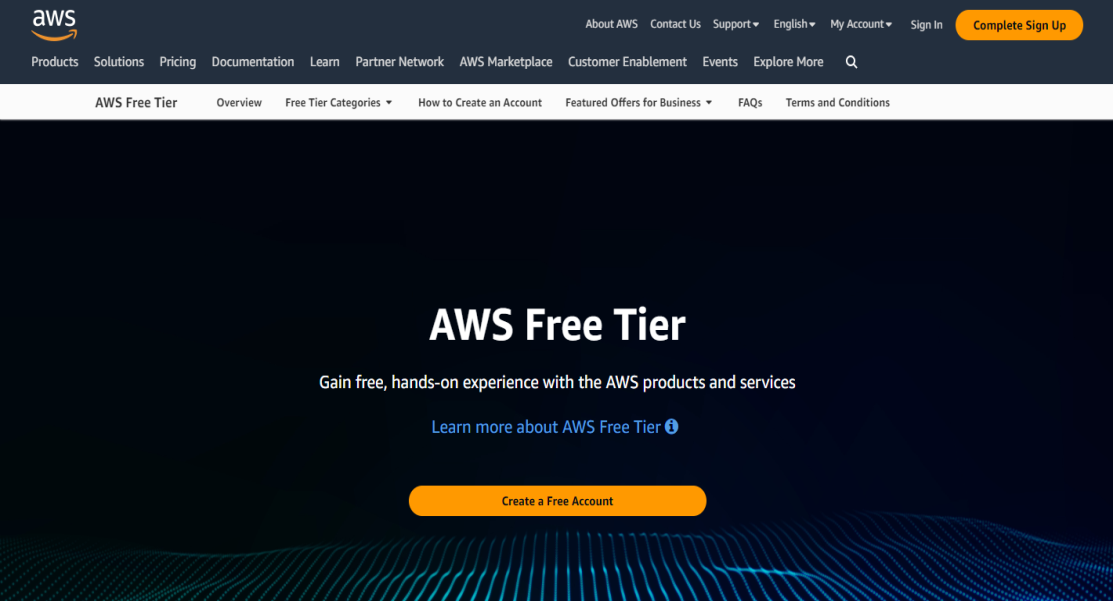 aws
About AWS Contact Us Support English My Account Sign In Complete Sign Up
Products Solutions Pricing Documentation Learn Partner Network AWS Marketplace Customer Enablement Events Explore More
AWS Free Tier Overview Free Tier Categories How to Create an Account Featured Offers for Business FAQs Terms and Conditions
AWS Free Tier
Gain free, hands-on experience with the AWS products and services
Learn more about AWS Free Tier
Create a Free Account